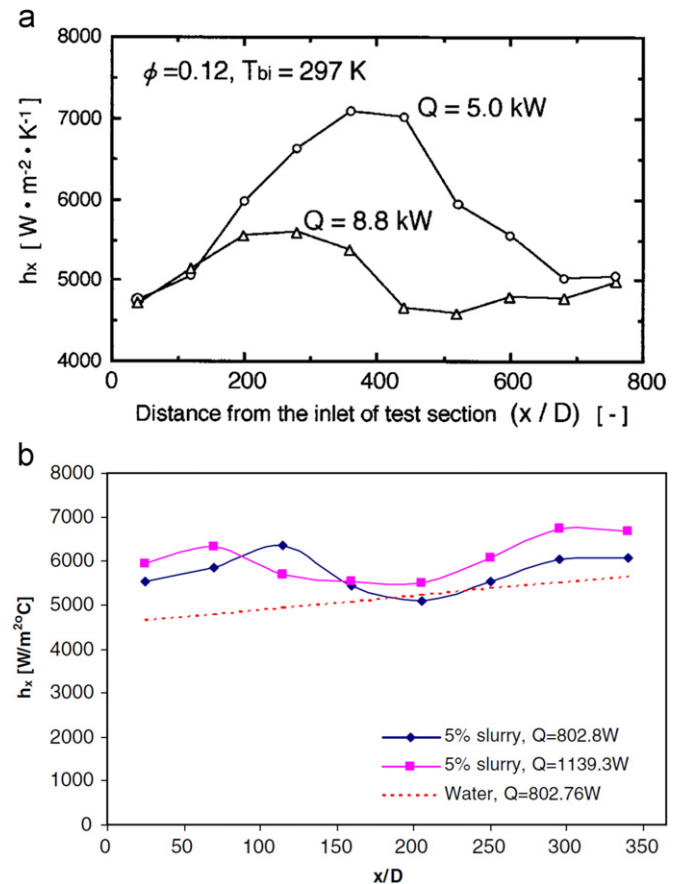 a
8000
7000
6000
5000
4000
hx [ W • m⁻² • K⁻¹ ]
ϕ =0.12, Tbi = 297 K
Q = 5.0 kW
Q = 8.8 kW
0 200 400 600 800
Distance from the inlet of test section (x / D) [ - ]
b
8000
7000
6000
5000
4000
3000
2000
1000
0
hx [W/m²ºC]
5% slurry, Q=802.8W
5% slurry, Q=1139.3W
Water, Q=802.76W
0 50 100 150 200 250 300 350
x/D